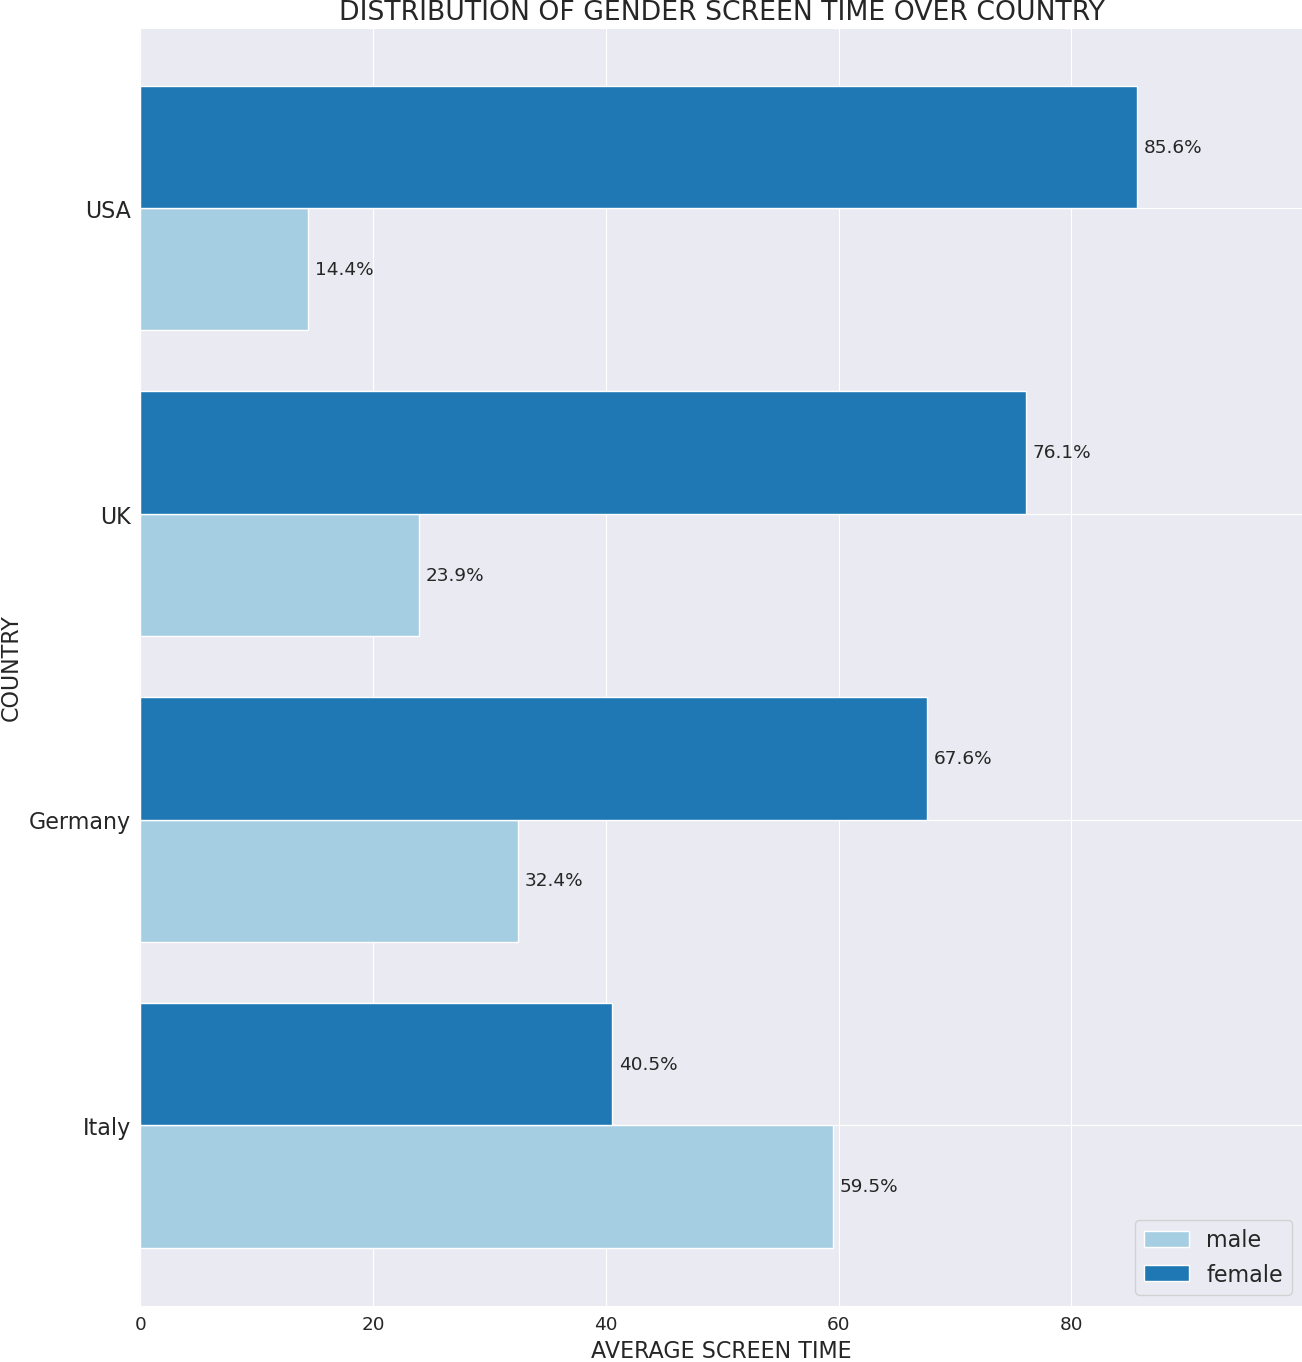 DISTRIBUTION OF GENDER SCREEN TIME OVER COUNTRY
85.6%
USA
14.4%
76.1%
UK
23.9%
COUNTRY
67.6%
Germany
32.4%
40.5%
Italy
59.5%
male
female
0 20 40 60 80
AVERAGE SCREEN TIME